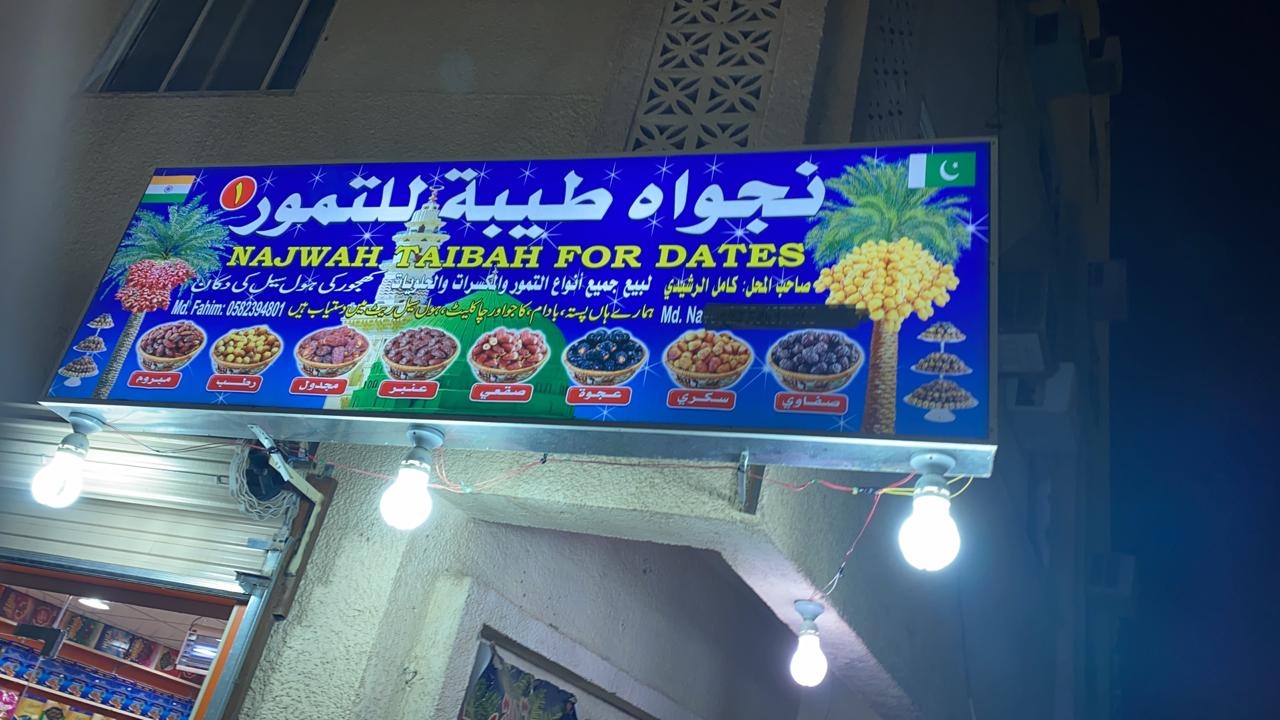 نجواه طيبة للتمور ١
NAJWAH TAIBAH FOR DATES
صاحب المحل: كامل الرشيدي لبيع جميع أنواع التمور والمكسرات والحلويات کھجور کی ہول سیل کی دکان
Md. Fahim: 0582394801 ہمارے ہاں پستہ، بادام، کاجو اور چاکلیٹ، ہول سیل ریٹ میں دستیاب ہیں Md. Na
صفاوي سكري عجوة صقعي عنبر مجدول رطب مبروم